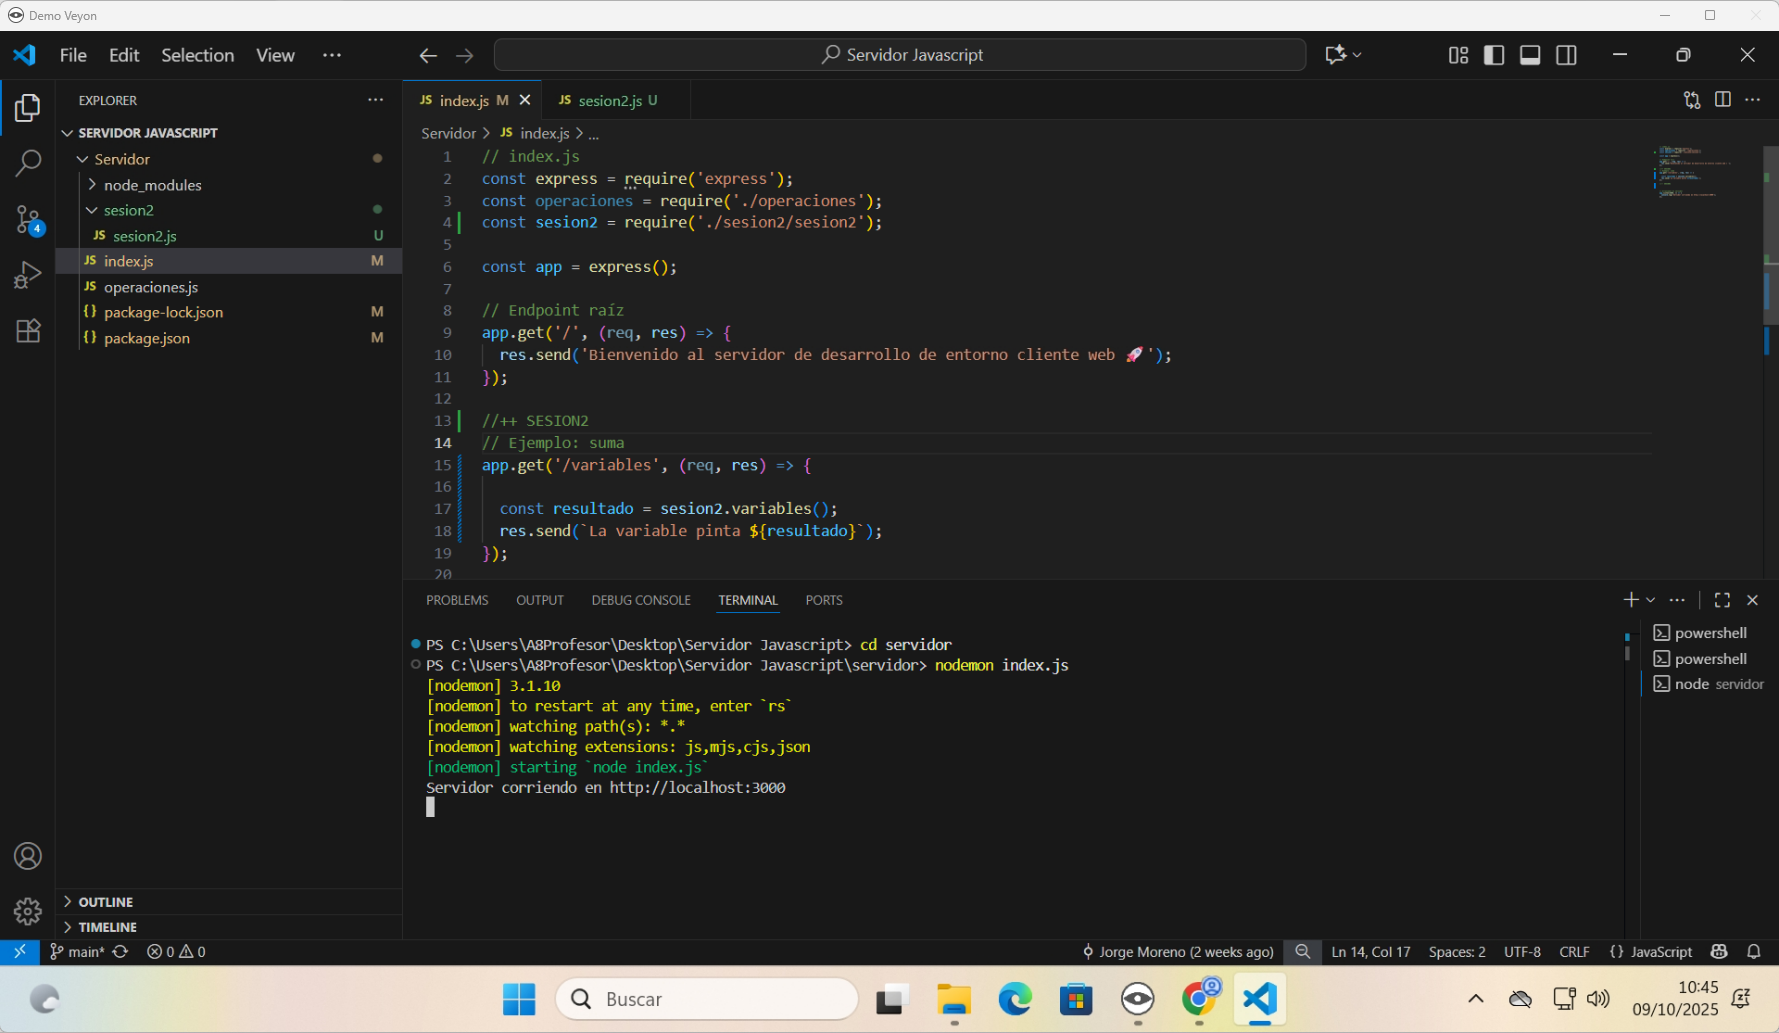 Demo Veyon
File Edit Selection View ···
Servidor Javascript
EXPLORER
SERVIDOR JAVASCRIPT
Servidor
node_modules
sesion2
JS sesion2.js U
JS index.js M
JS operaciones.js
{} package-lock.json M
{} package.json M
4
OUTLINE
TIMELINE
JS index.js M
JS sesion2.js U
Servidor > JS index.js > ...
1 // index.js
2 const express = require('express');
3 const operaciones = require('./operaciones');
4 const sesion2 = require('./sesion2/sesion2');
5
6 const app = express();
7
8 // Endpoint raíz
9 app.get('/', (req, res) => {
10 res.send('Bienvenido al servidor de desarrollo de entorno cliente web 🚀');
11 });
12
13 //++ SESION2
14 // Ejemplo: suma
15 app.get('/variables', (req, res) => {
16
17 const resultado = sesion2.variables();
18 res.send(`La variable pinta ${resultado}`);
19 });
20
PROBLEMS OUTPUT DEBUG CONSOLE TERMINAL PORTS
PS C:\Users\A8Profesor\Desktop\Servidor Javascript> cd servidor
PS C:\Users\A8Profesor\Desktop\Servidor Javascript\servidor> nodemon index.js
[nodemon] 3.1.10
[nodemon] to restart at any time, enter `rs`
[nodemon] watching path(s): *.*
[nodemon] watching extensions: js,mjs,cjs,json
[nodemon] starting `node index.js`
Servidor corriendo en http://localhost:3000
powershell
powershell
node servidor
main* 0 0
Jorge Moreno (2 weeks ago) Ln 14, Col 17 Spaces: 2 UTF-8 CRLF {} JavaScript
Buscar
10:45
09/10/2025